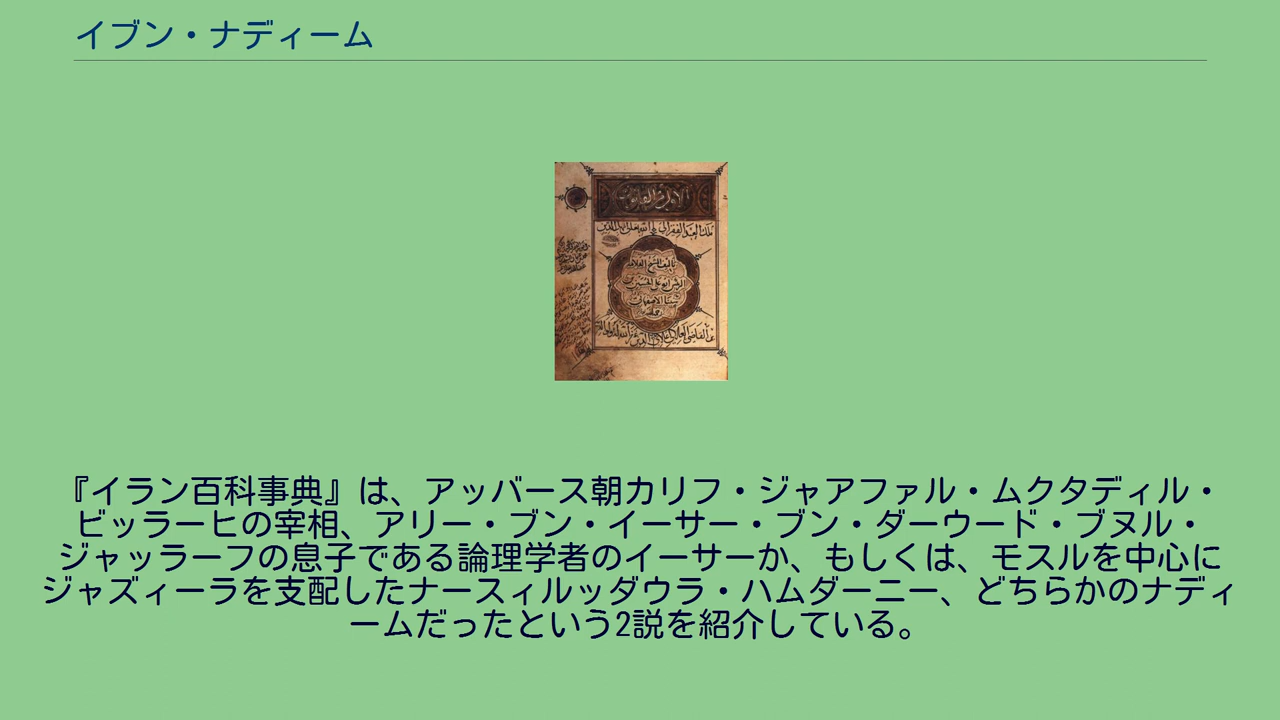 イブン・ナディーム
『イラン百科事典』は、アッバース朝カリフ・ジャアファル・ムクタディル・
ビッラーヒの宰相、アリー・ブン・イーサー・ブン・ダーウード・ブヌル・
ジャッラーフの息子である論理学者のイーサーか、もしくは、モスルを中心に
ジャズィーラを支配したナースィルッダウラ・ハムダーニー、どちらかのナディ
ームだったという2説を紹介している。